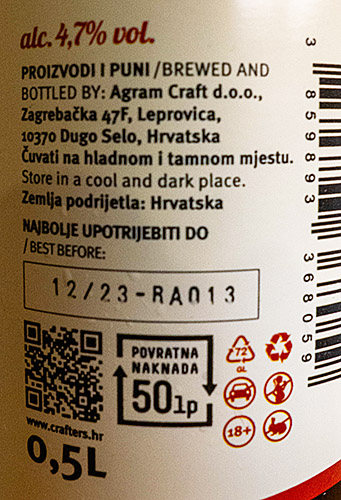 alc. 4,7% vol.
PROIZVODI I PUNI /BREWED AND
BOTTLED BY: Agram Craft d.o.o.,
Zagrebačka 47F, Leprovica,
10370 Dugo Selo, Hrvatska
Čuvati na hladnom i tamnom mjestu.
Store in a cool and dark place.
Zemlja podrijetla: Hrvatska
NAJBOLJE UPOTRIJEBITI DO
/BEST BEFORE:
12/23-RA013
POVRATNA
NAKNADA
50lp
72
GL
18+
www.crafters.hr
0,5L
3 859893 368059